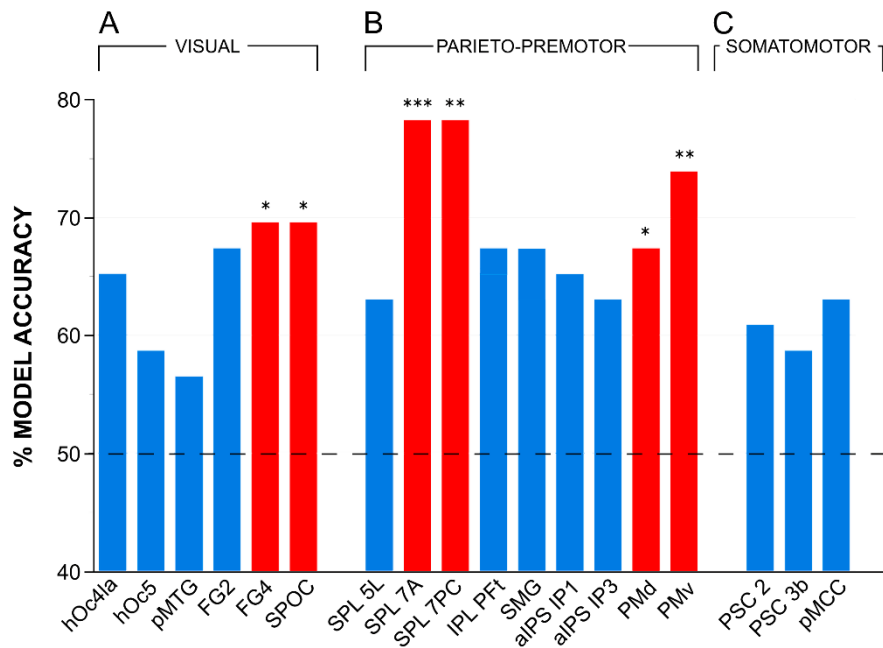 A
VISUAL
B
PARIETO-PREMOTOR
C
SOMATOMOTOR
% MODEL ACCURACY
80
70
60
50
40
*
*
***
**
*
**
hOc4la
hOc5
pMTG
FG2
FG4
SPOC
SPL 5L
SPL 7A
SPL 7PC
IPL PFt
SMG
aIPS IP1
aIPS IP3
PMd
PMv
PSC 2
PSC 3b
pMCC